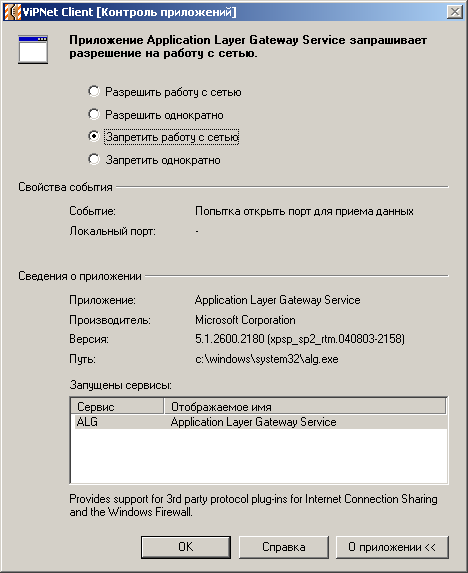 ViPNet Client [Контроль приложений]
Приложение Application Layer Gateway Service запрашивает
разрешение на работу с сетью.
Разрешить работу с сетью
Разрешить однократно
Запретить работу с сетью
Запретить однократно
Свойства события
Событие: Попытка открыть порт для приема данных
Локальный порт: -
Сведения о приложении
Приложение: Application Layer Gateway Service
Производитель: Microsoft Corporation
Версия: 5.1.2600.2180 (xpsp_sp2_rtm.040803-2158)
Путь: c:\windows\system32\alg.exe
Запущены сервисы:
Сервис Отображаемое имя
ALG Application Layer Gateway Service
Provides support for 3rd party protocol plug-ins for Internet Connection Sharing
and the Windows Firewall.
OK Справка О приложении <<